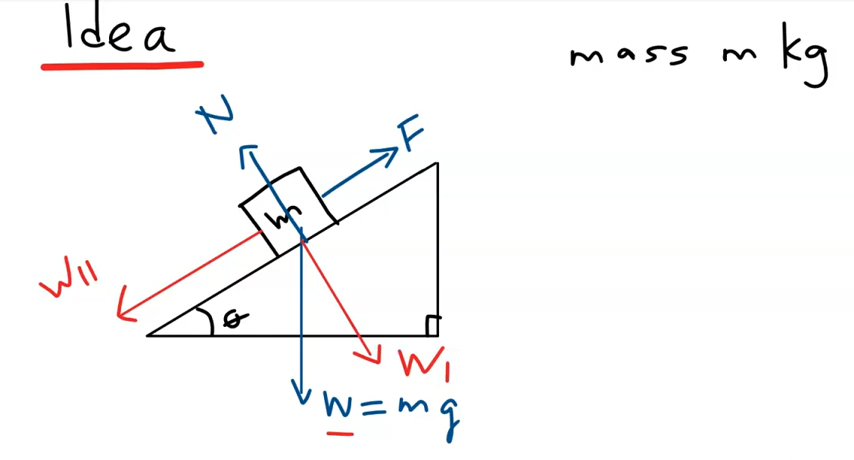 Idea
mass m kg
N
F
m
W||
θ
W⊥
W = mg